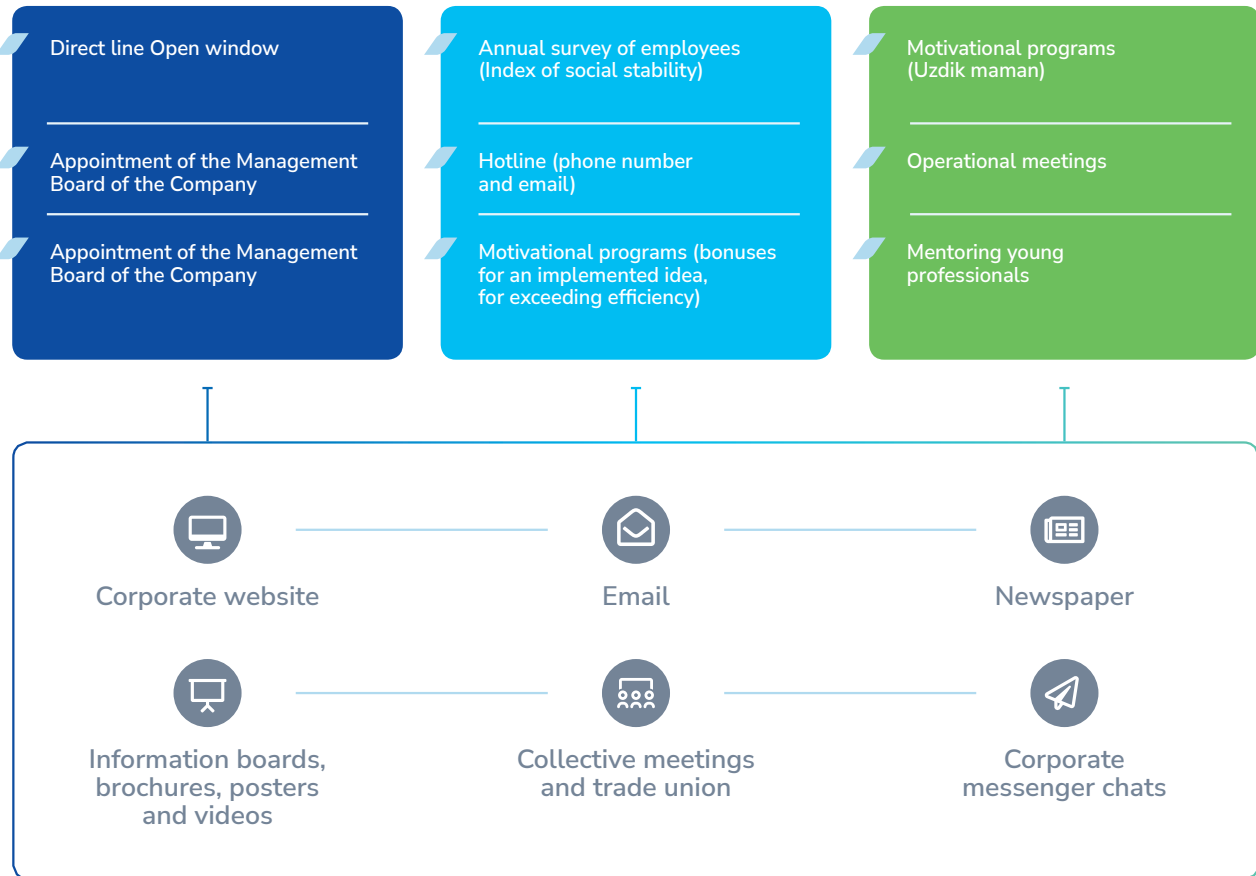 Direct line Open window
Appointment of the Management
Board of the Company
Appointment of the Management
Board of the Company
Annual survey of employees
(Index of social stability)
Hotline (phone number
and email)
Motivational programs (bonuses
for an implemented idea,
for exceeding efficiency)
Motivational programs
(Uzdik maman)
Operational meetings
Mentoring young
professionals
Corporate website
Email
Newspaper
Information boards,
brochures, posters
and videos
Collective meetings
and trade union
Corporate
messenger chats